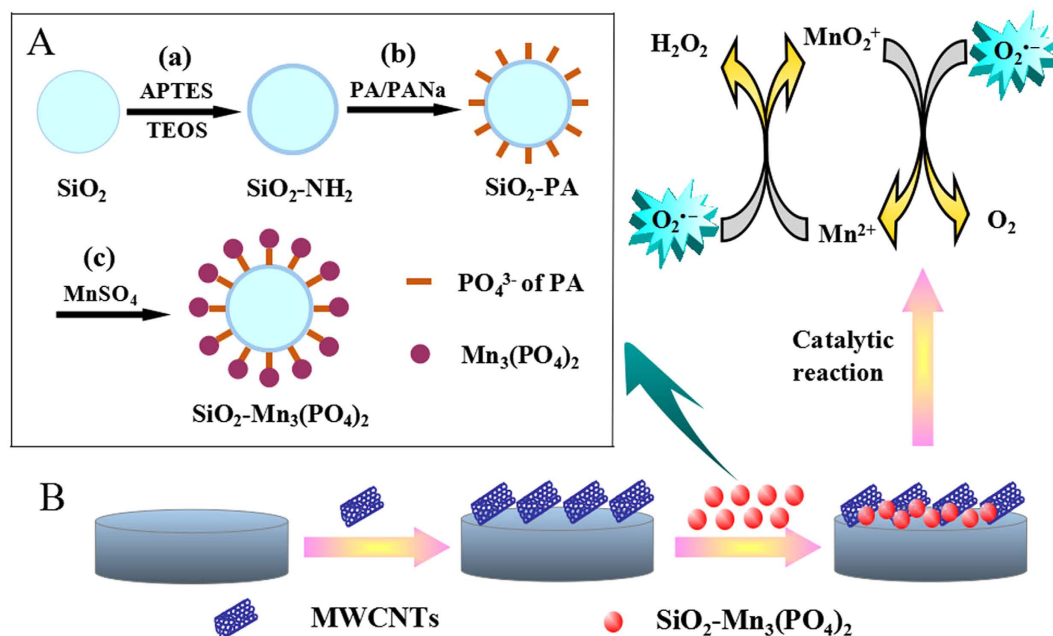 A
(a)
APTES
TEOS
(b)
PA/PANa
SiO₂
SiO₂-NH₂
SiO₂-PA
(c)
MnSO₄
PO₄³⁻ of PA
Mn₃(PO₄)₂
SiO₂-Mn₃(PO₄)₂
H₂O₂
MnO₂⁺
O₂•−
O₂•−
Mn²⁺
O₂
Catalytic
reaction
B
MWCNTs
SiO₂-Mn₃(PO₄)₂